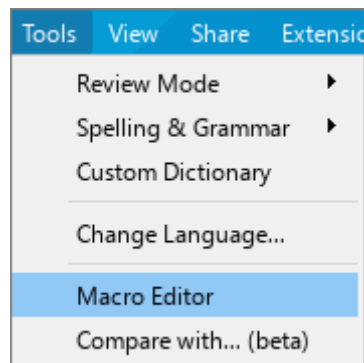 Tools View Share
Review Mode
Spelling & Grammar
Custom Dictionary
Change Language...
Macro Editor
Compare with... (beta)